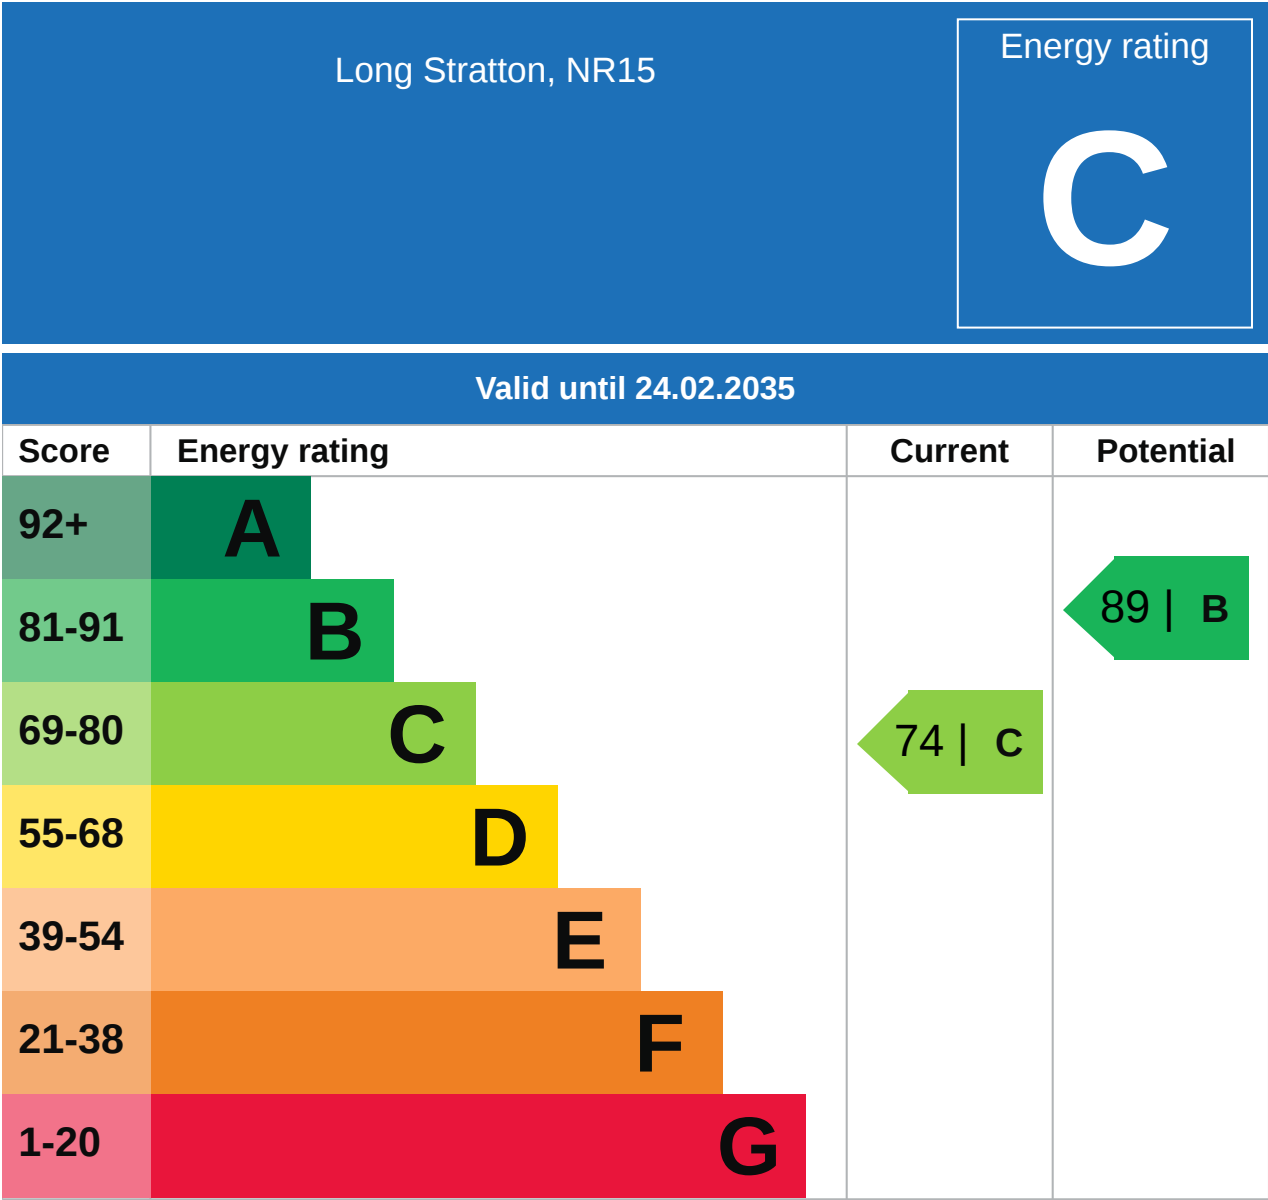 Long Stratton, NR15
Energy rating
C
Valid until 24.02.2035
Score Energy rating Current Potential
92+ A
81-91 B
89 | B
69-80 C
74 | C
55-68 D
39-54 E
21-38 F
1-20 G